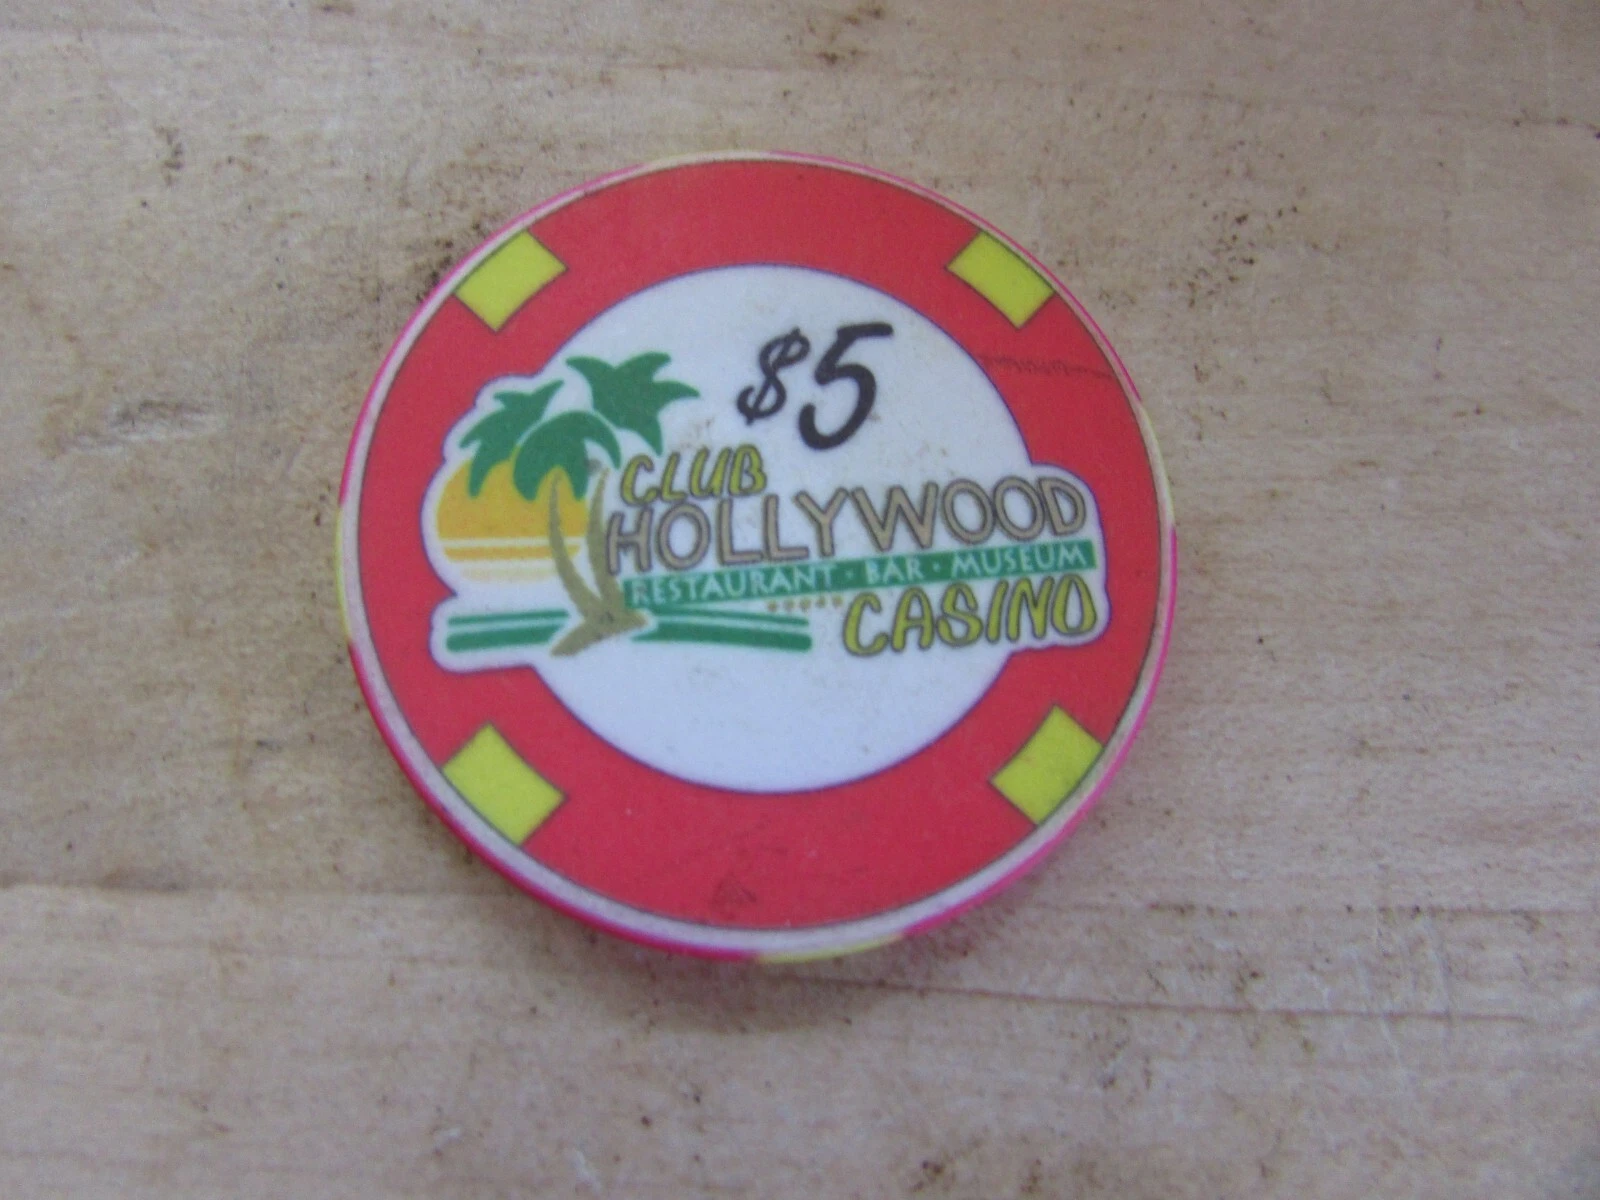 $5
CLUB
HOLLYWOOD
RESTAURANT · BAR · MUSEUM
CASINO